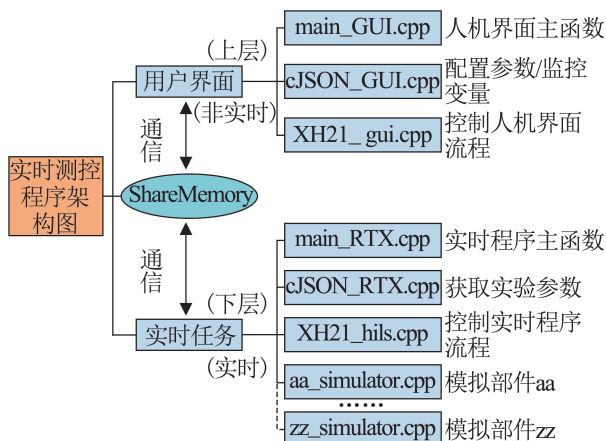 main_GUI.cpp
人机界面主函数
(上层)
用户界面
cJSON_GUI.cpp
配置参数/监控
变量
(非实时)
通
信
XH21_ gui.cpp
控制人机界面
流程
实时测控
程序架
构图
ShareMemory
main_RTX.cpp
实时程序主函数
通
信
cJSON_RTX.cpp
获取实验参数
(下层)
实时任务
XH21_hils.cpp
控制实时程序
流程
(实时)
aa_simulator.cpp
模拟部件aa
……
zz_simulator.cpp
模拟部件zz